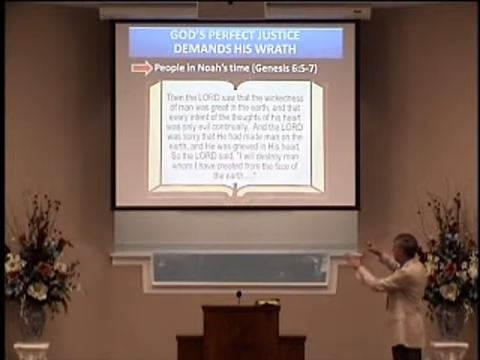 GOD'S PERFECT JUSTICE
DEMANDS HIS WRATH
People in Noah's time (Genesis 6:5-7)
Then the LORD saw that the wickedness
of man was great in the earth, and that
every intent of the thoughts of his heart
was only evil continually. And the LORD
was sorry that He had made man on the
earth, and He was grieved in His heart.
So the LORD said, "I will destroy man
whom I have created from the face of
the earth ..."